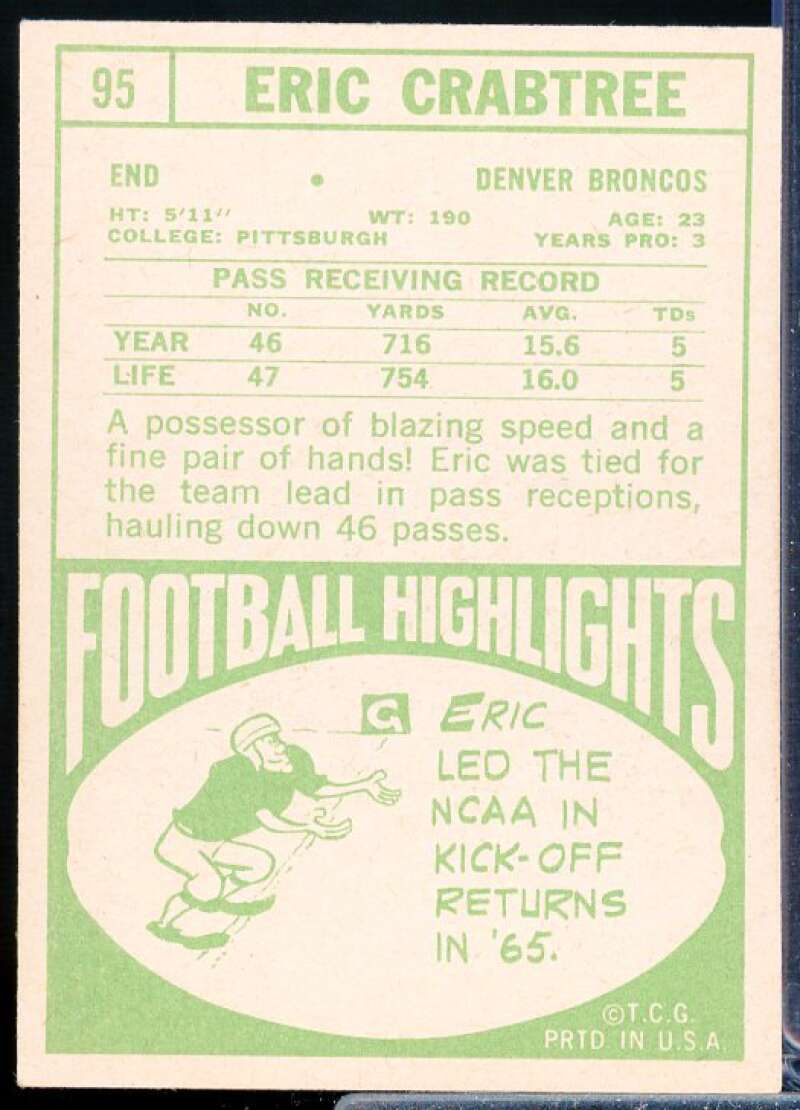 95 ERIC CRABTREE
END • DENVER BRONCOS
HT: 5'11" WT: 190 AGE: 23
COLLEGE: PITTSBURGH YEARS PRO: 3
PASS RECEIVING RECORD
NO. YARDS AVG. TDs
YEAR 46 716 15.6 5
LIFE 47 754 16.0 5
A possessor of blazing speed and a
fine pair of hands! Eric was tied for
the team lead in pass receptions,
hauling down 46 passes.
FOOTBALL HIGHLIGHTS
G ERIC
LED THE
NCAA IN
KICK-OFF
RETURNS
IN '65.
©T.C.G.
PRTD IN U.S.A.